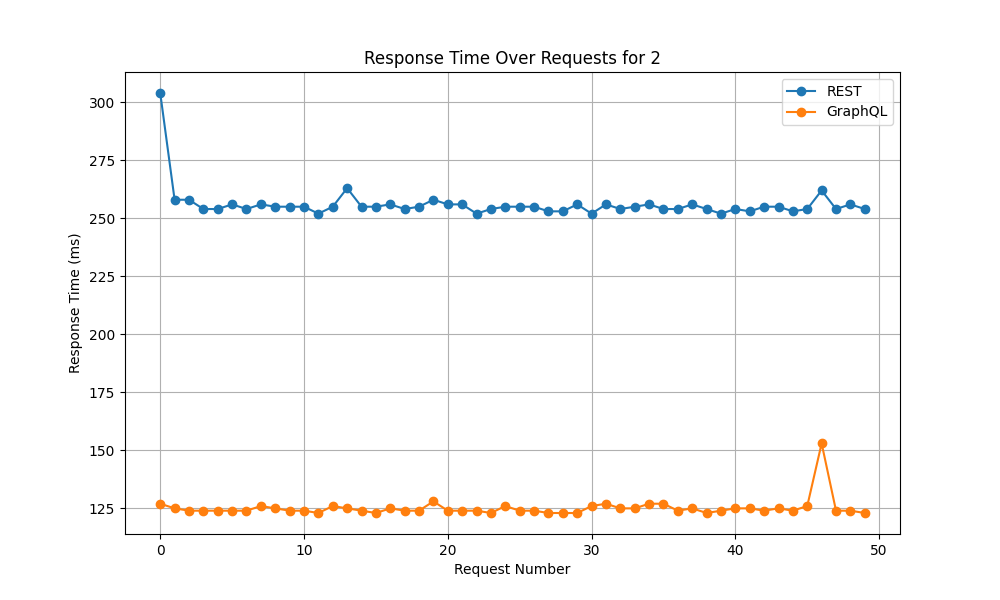 Response Time Over Requests for 2
REST
GraphQL
300
275
250
225
200
175
150
125
Response Time (ms)
0 10 20 30 40 50
Request Number